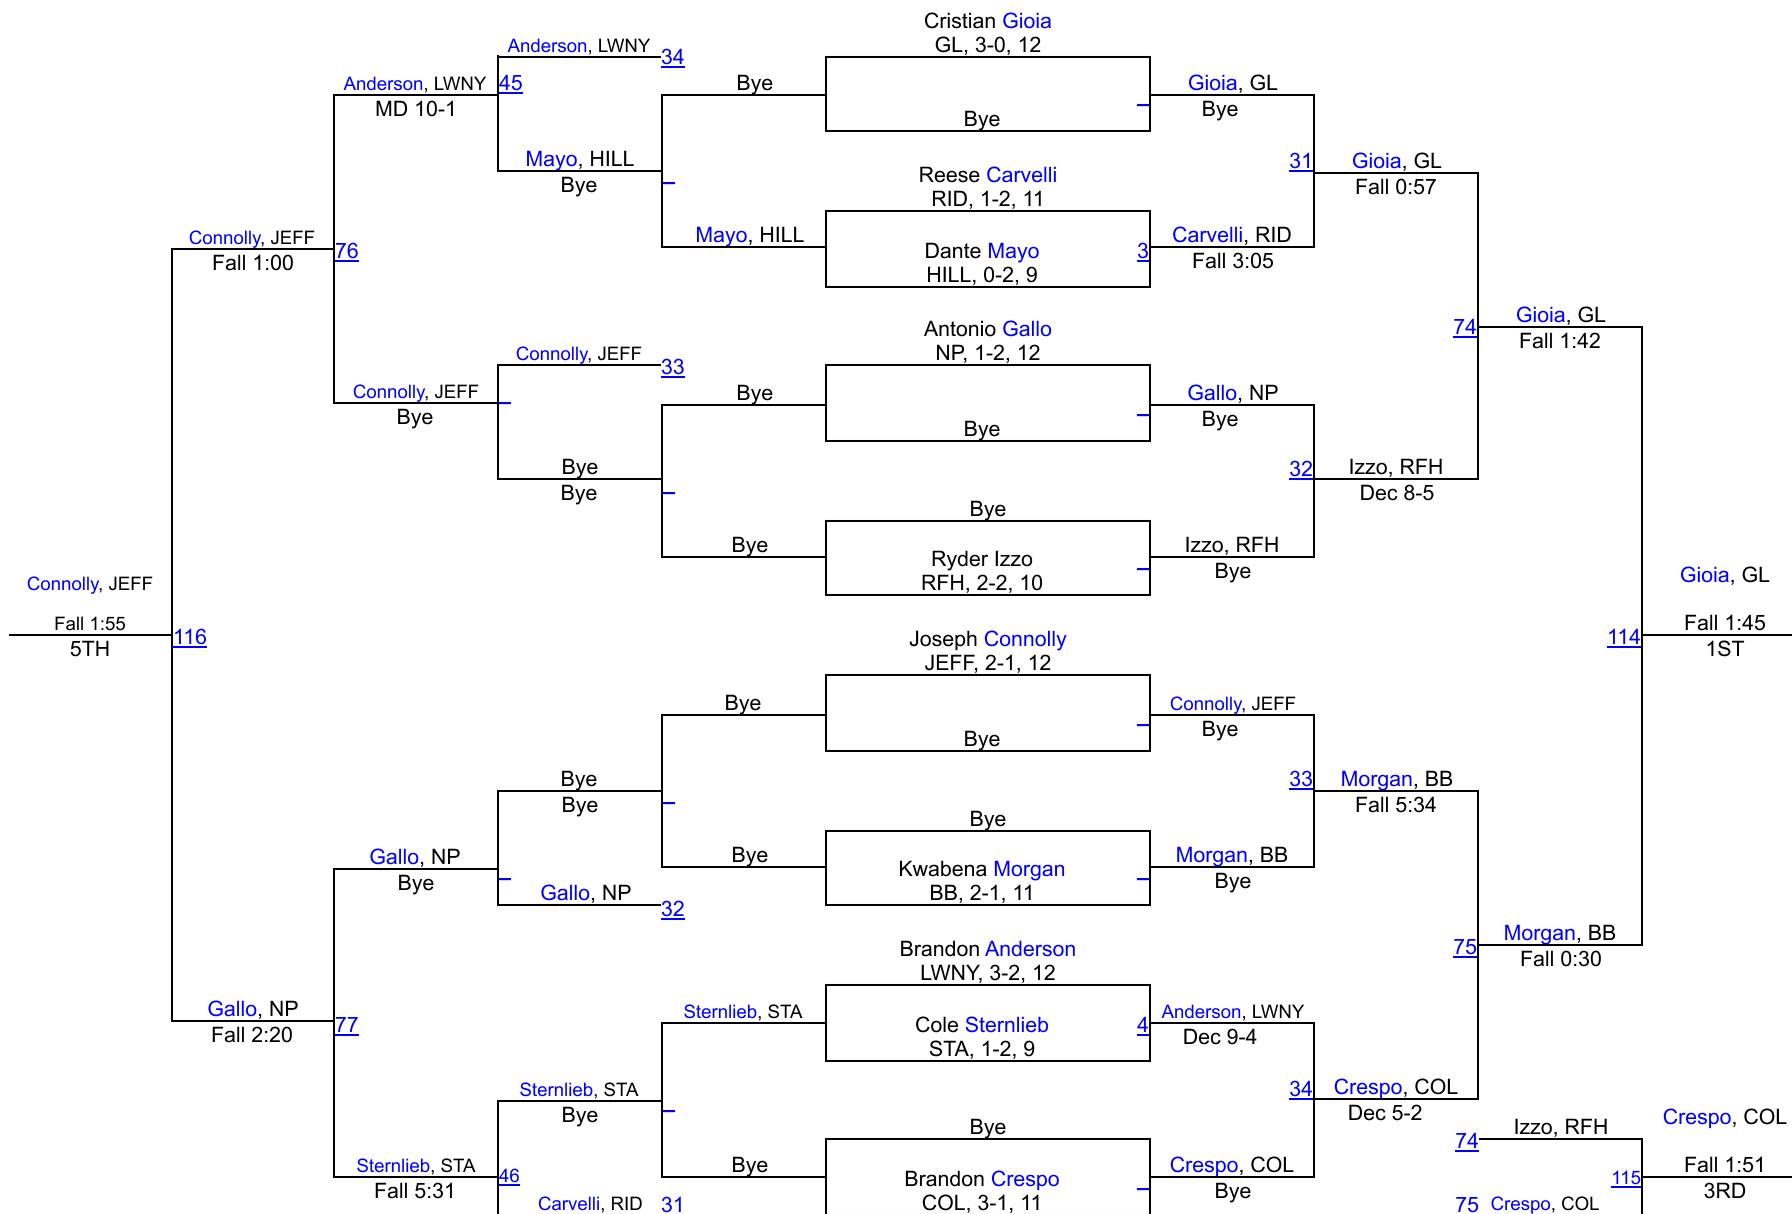 Cristian Gioia
GL, 3-0, 12
Anderson, LWNY
34
Anderson, LWNY
45
MD 10-1
Bye
Gioia, GL
Bye
Bye
Mayo, HILL
Bye
31
Gioia, GL
Fall 0:57
Reese Carvelli
RID, 1-2, 11
Connolly, JEFF
Fall 1:00
76
Mayo, HILL
Dante Mayo
HILL, 0-2, 9
3
Carvelli, RID
Fall 3:05
74
Gioia, GL
Fall 1:42
Antonio Gallo
NP, 1-2, 12
Connolly, JEFF
33
Connolly, JEFF
Bye
Bye
Gallo, NP
Bye
Bye
Bye
Bye
32
Izzo, RFH
Dec 8-5
Bye
Bye
Ryder Izzo
RFH, 2-2, 10
Izzo, RFH
Bye
Connolly, JEFF
Fall 1:55
5TH
116
114
Gioia, GL
Fall 1:45
1ST
Joseph Connolly
JEFF, 2-1, 12
Bye
Connolly, JEFF
Bye
Bye
Bye
Bye
33
Morgan, BB
Fall 5:34
Bye
Gallo, NP
Bye
Bye
Kwabena Morgan
BB, 2-1, 11
Morgan, BB
Bye
Gallo, NP
32
75
Morgan, BB
Fall 0:30
Brandon Anderson
LWNY, 3-2, 12
Gallo, NP
Fall 2:20
77
Sternlieb, STA
Cole Sternlieb
STA, 1-2, 9
4
Anderson, LWNY
Dec 9-4
Sternlieb, STA
Bye
34
Crespo, COL
Dec 5-2
Bye
74
Izzo, RFH
Crespo, COL
Sternlieb, STA
Fall 5:31
46
Bye
Brandon Crespo
COL, 3-1, 11
Crespo, COL
Bye
115
Fall 1:51
3RD
Carvelli, RID
31
75
Crespo, COL